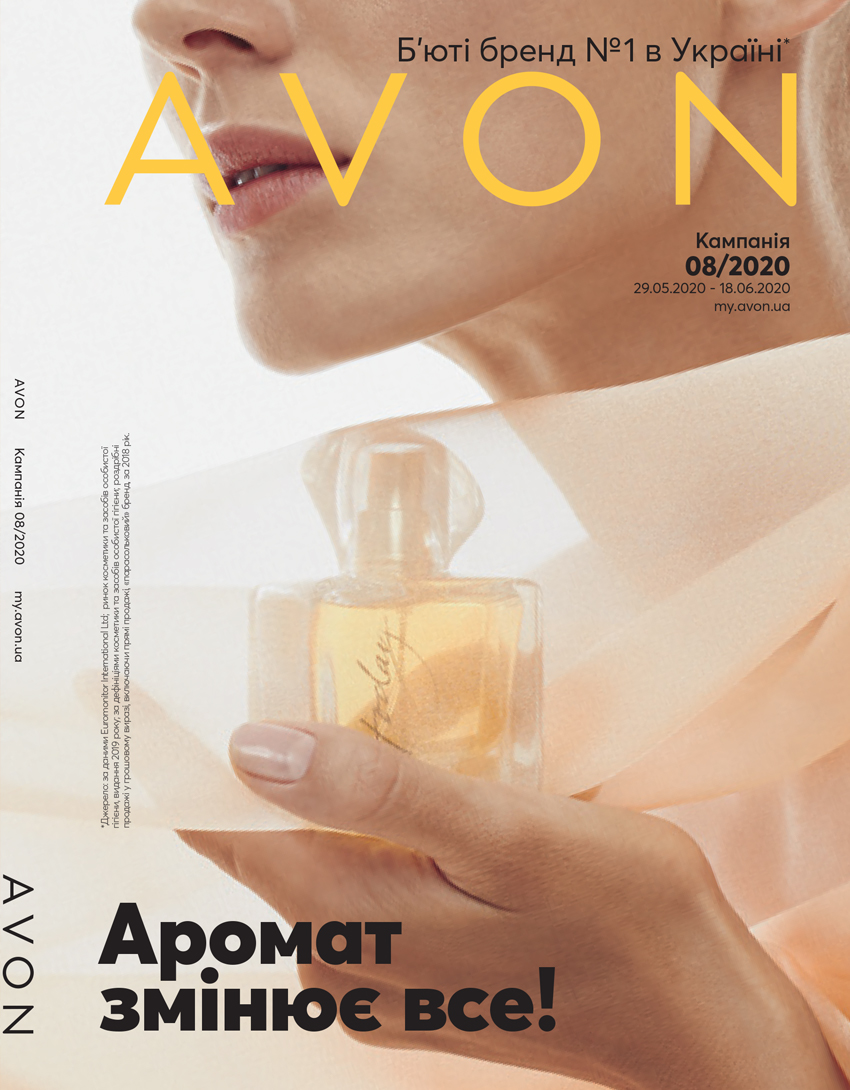 Б’юті бренд №1 в Україні*
AVON
Кампанія
08/2020
29.05.2020 - 18.06.2020
my.avon.ua
AVON Кампанія 08/2020 my.avon.ua
*Джерело: за даними Euromonitor International Ltd; ринок косметики та засобів особистої
гігієни, видання 2019 року; за дефініціями косметики та засобів особистої гігієни; роздрібні
продажі у грошовому виразі, включаючи прямі продажі, «парасольковий» бренд, за 2018 рік.
today
AVON
Аромат
змінює все!